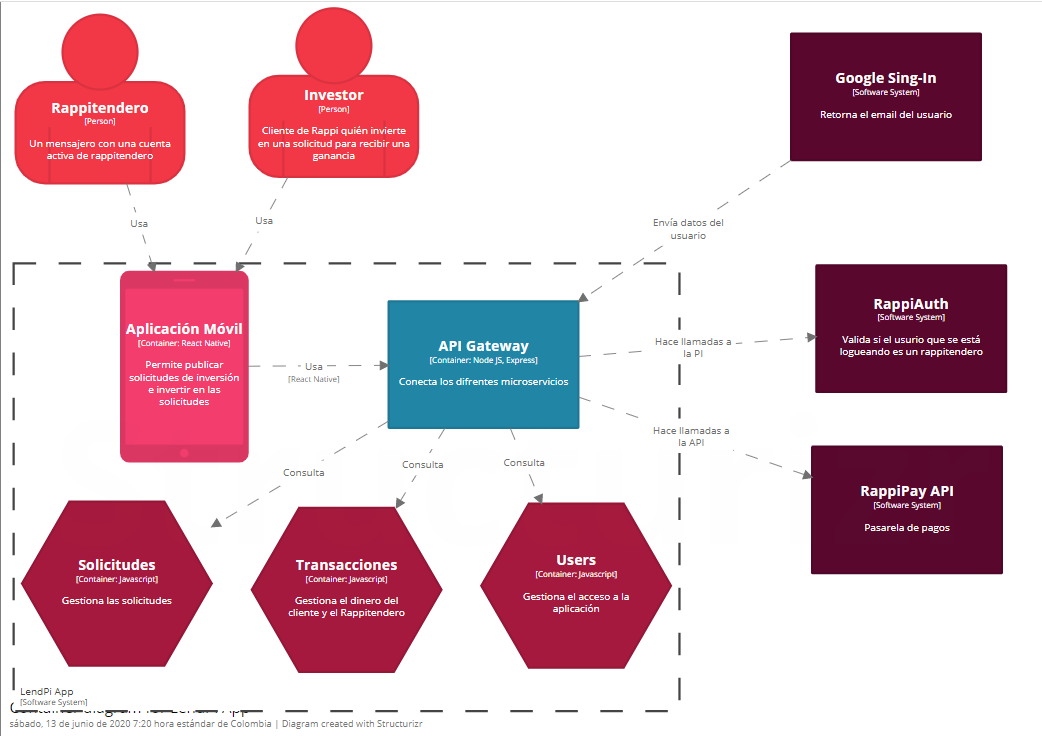 Rappitendero
[Person]
Un mensajero con una cuenta
activa de rappitendero
Investor
[Person]
Cliente de Rappi quién invierte
en una solicitud para recibir una
ganancia
Google Sing-In
[Software System]
Retorna el email del usuario
Usa
Usa
Envía datos del
usuario
Aplicación Móvil
[Container: React Native]
Permite publicar
solicitudes de inversión
e invertir en las
solicitudes
Usa
[React Native]
API Gateway
[Container: Node JS, Express]
Conecta los difrentes microservicios
Hace llamadas a
la PI
RappiAuth
[Software System]
Valida si el usurio que se está
logueando es un rappitendero
Hace llamadas a
la API
RappiPay API
[Software System]
Pasarela de pagos
Consulta
Consulta
Consulta
Solicitudes
[Container: Javascript]
Gestiona las solicitudes
Transacciones
[Container: Javascript]
Gestiona el dinero del
cliente y el Rappitendero
Users
[Container: Javascript]
Gestiona el acceso a la
aplicación
LendPi App
[Software System]
Container diagram for LendPi App
sábado, 13 de junio de 2020 7:20 hora estándar de Colombia | Diagram created with Structurizr